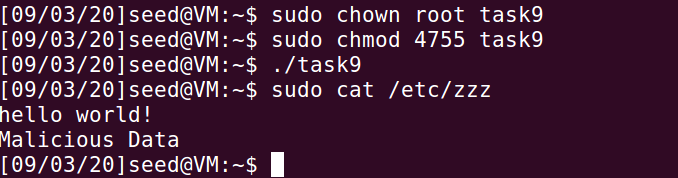 [09/03/20]seed@VM:~$ sudo chown root task9
[09/03/20]seed@VM:~$ sudo chmod 4755 task9
[09/03/20]seed@VM:~$ ./task9
[09/03/20]seed@VM:~$ sudo cat /etc/zzz
hello world!
Malicious Data
[09/03/20]seed@VM:~$